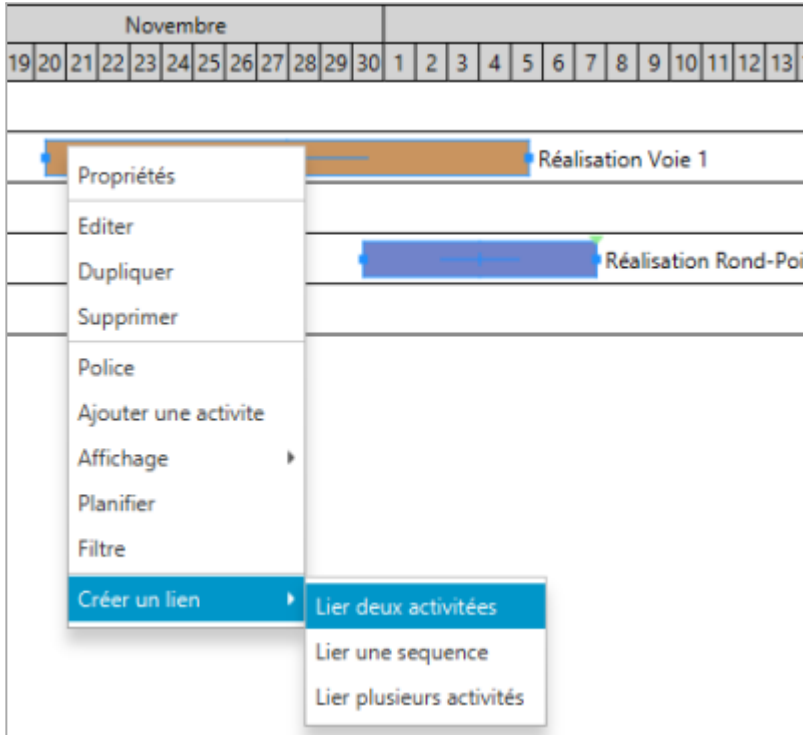 Novembre
19 20 21 22 23 24 25 26 27 28 29 30 1 2 3 4 5 6 7 8 9 10 11 12 13
Réalisation Voie 1
Propriétés
Editer
Dupliquer
Réalisation Rond-Poi
Supprimer
Police
Ajouter une activite
Affichage
Planifier
Filtre
Créer un lien
Lier deux activitées
Lier une sequence
Lier plusieurs activités